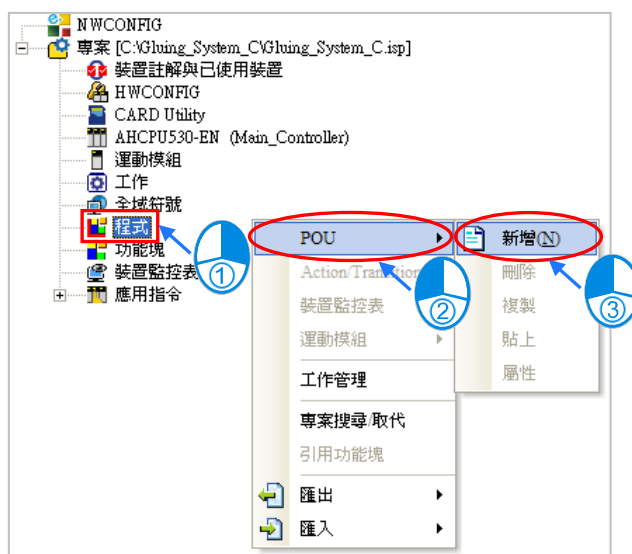 NWCONFIG
專案 [C:\Gluing_System_C\Gluing_System_C.isp]
裝置註解與已使用裝置
HWCONFIG
CARD Utility
AHCPU530-EN (Main_Controller)
運動模組
工作
全域符號
程式
功能塊
裝置監控表
應用指令
①
POU
Action/Transition
②
裝置監控表
運動模組
工作管理
專案搜尋/取代
引用功能塊
匯出
匯入
新增(N)
刪除
③
複製
貼上
屬性